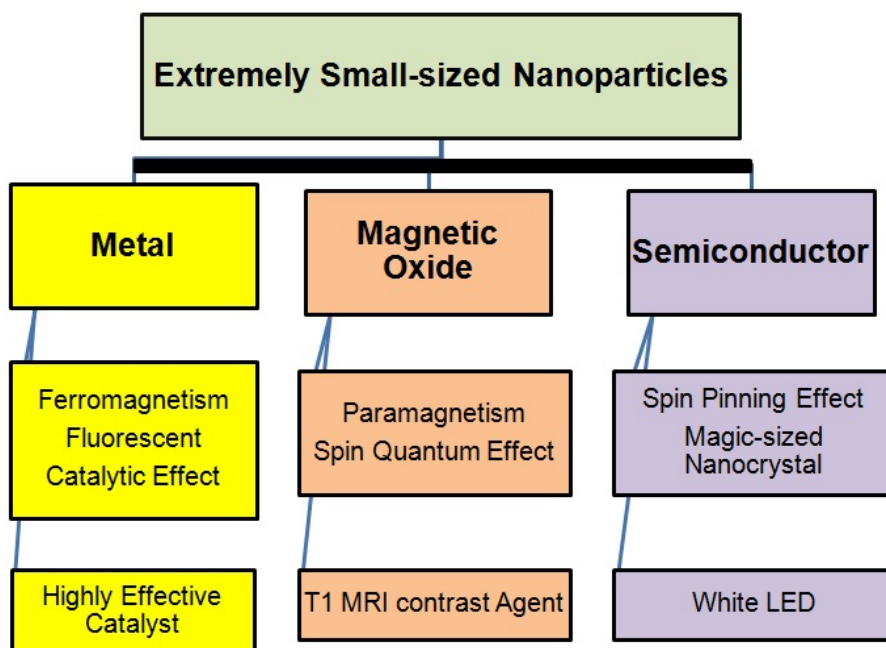 Extremely Small-sized Nanoparticles
Metal
Magnetic
Oxide
Semiconductor
Ferromagnetism
Fluorescent
Catalytic Effect
Paramagnetism
Spin Quantum Effect
Spin Pinning Effect
Magic-sized
Nanocrystal
Highly Effective
Catalyst
T1 MRI contrast Agent
White LED